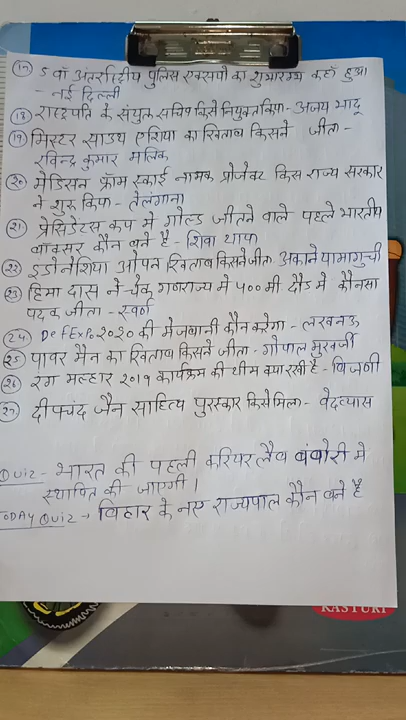 (17) 5 वाँ अंतर्राष्ट्रीय पुलिस एक्सपो का शुभारम्भ कहाँ हुआ
- नई दिल्ली
(18) राष्ट्रपति के संयुक्त सचिव किसे नियुक्त किया - अजय भादू
(19) मिस्टर साउथ एशिया का खिताब किसने जीता -
रविन्द्र कुमार मलिक
(20) मेडिसन फ्रॉम स्काई नामक प्रोजेक्ट किस राज्य सरकार
ने शुरू किया - तेलंगाना
(21) प्रेसिडेंटस कप में गोल्ड जीतने वाले पहले भारतीय
बॉक्सर कौन बने है - शिवा थापा
(22) इंडोनेशिया ओपन खिताब किसने जीता अकाने यामागुची
(23) हिमा दास ने चेक गणराज्य में 400 मी दौड में कौनसा
पदक जीता - स्वर्ण
(24) DefExpo 2020 की मेजबानी कौन करेगा - लखनऊ
(25) पावर मैन का खिताब किसने जीता - गोपाल मुखर्जी
(26) रंग मल्हार 2019 कार्यक्रम की थीम क्या रखी है -
(27) दीपचंद जैन साहित्य पुरस्कार किसे मिला - वेदव्यास
Quiz - भारत की पहली करियर लैब में
स्थापित की जाएगी।
TODAY Quiz → बिहार के नए राज्यपाल कौन बने है
KASTURI